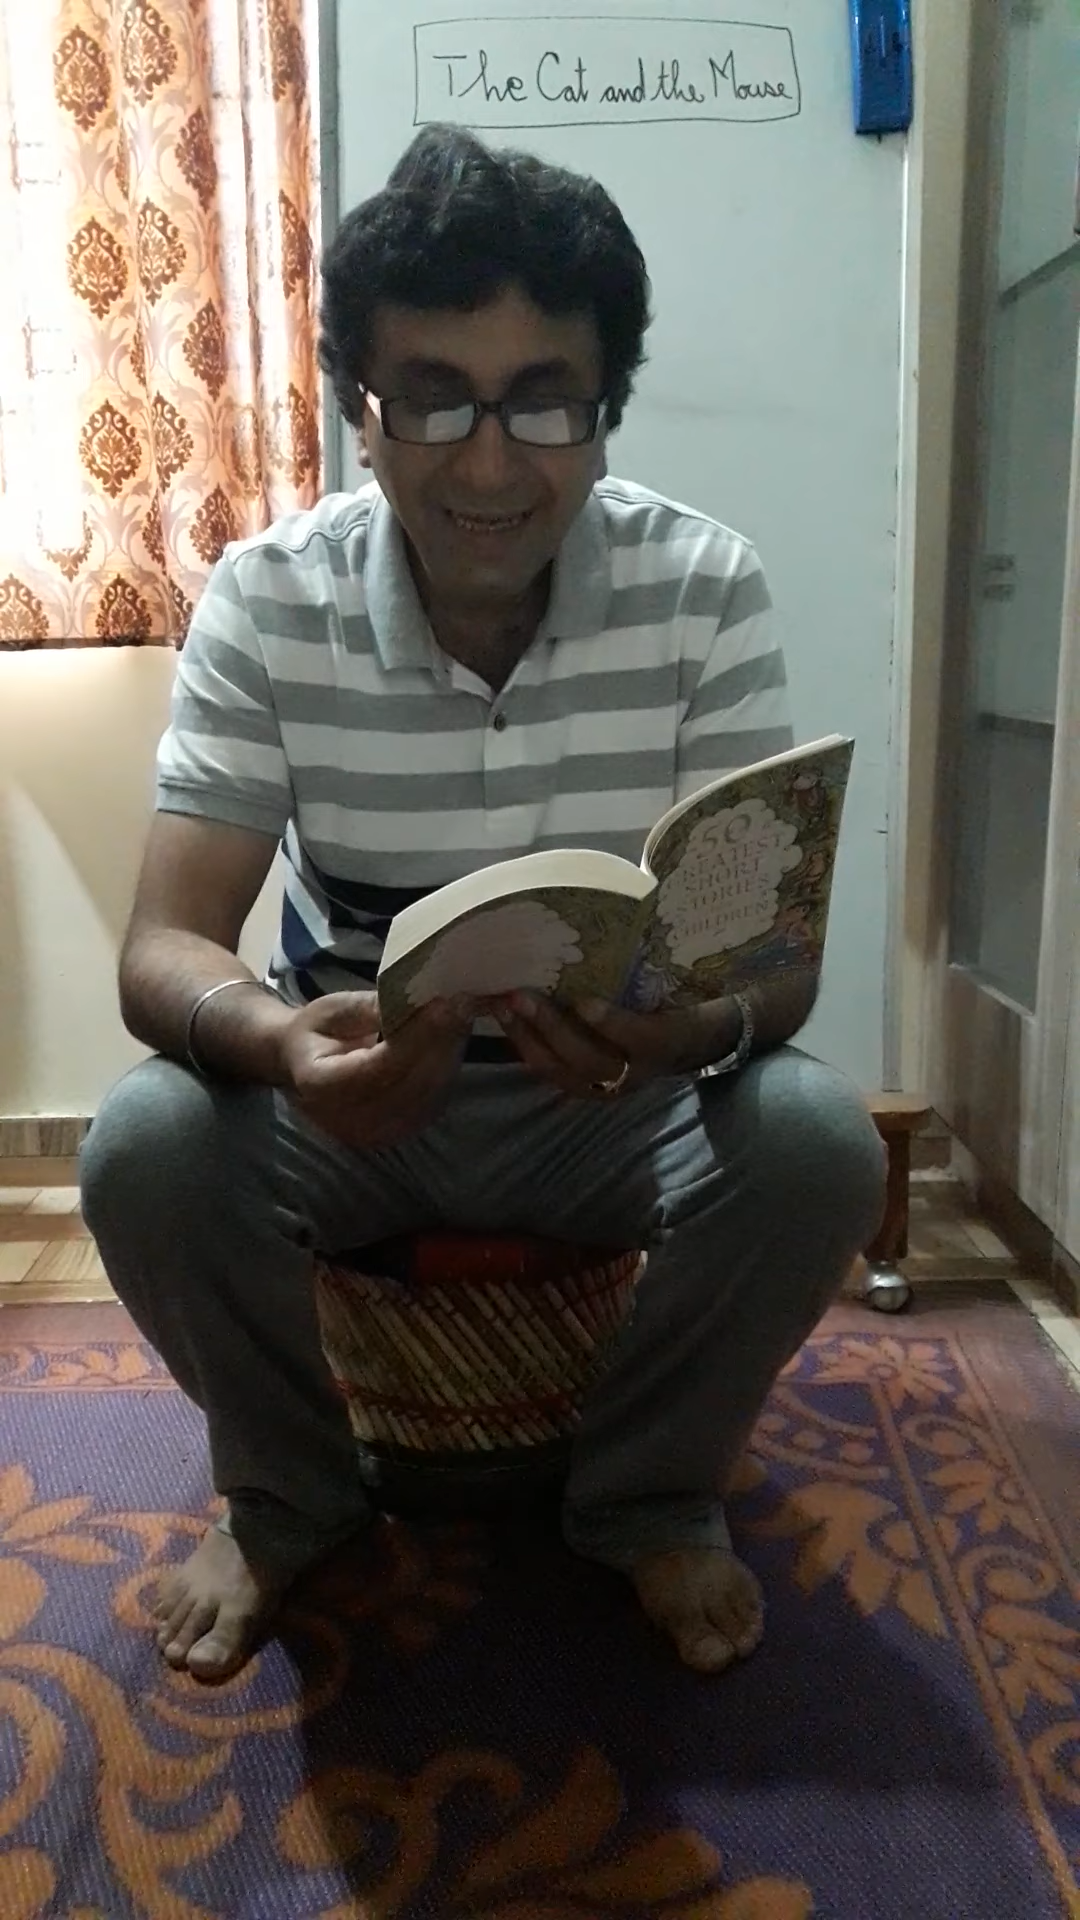 The Cat and the Mouse
50
GREATEST
SHORT
STORIES
CHILDREN